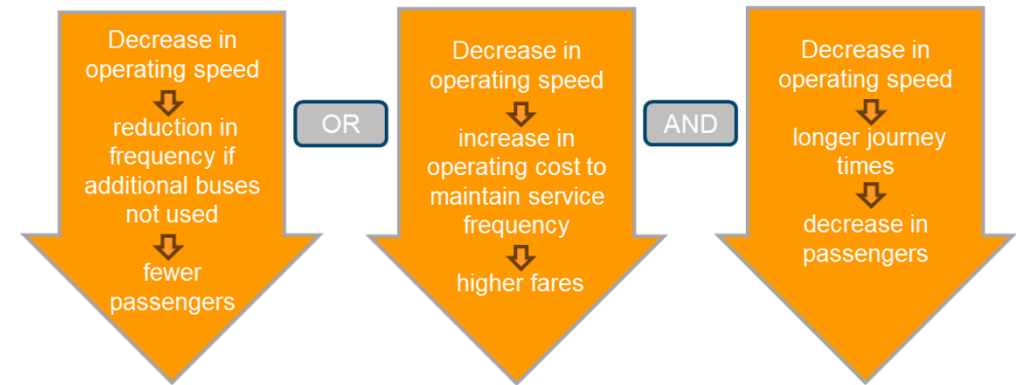 Decrease in
operating speed
reduction in
frequency if
additional buses
not used
fewer
passengers
OR
Decrease in
operating speed
increase in
operating cost to
maintain service
frequency
higher fares
AND
Decrease in
operating speed
longer journey
times
decrease in
passengers